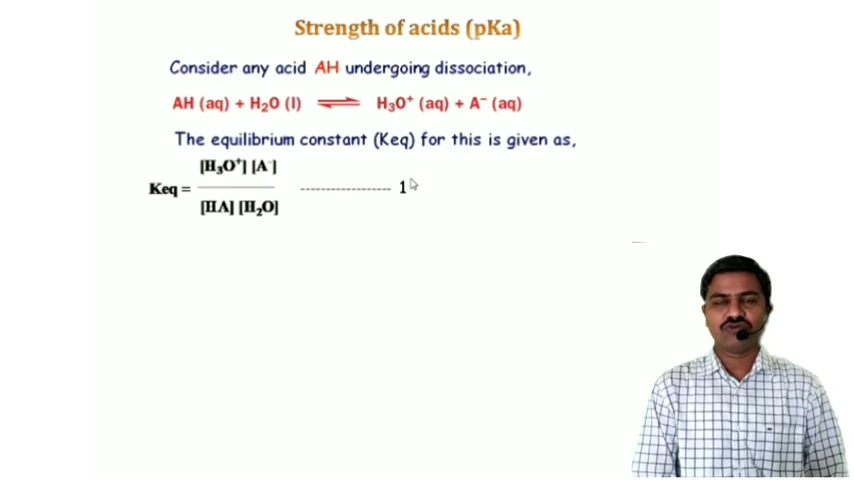 Strength of acids (pKa)
Consider any acid AH undergoing dissociation,
AH (aq) + H₂O (l) ⇌ H₃O⁺ (aq) + A⁻ (aq)
The equilibrium constant (Keq) for this is given as,
[H₃O⁺] [A⁻]
Keq = ------------------- 1
[HA] [H₂O]